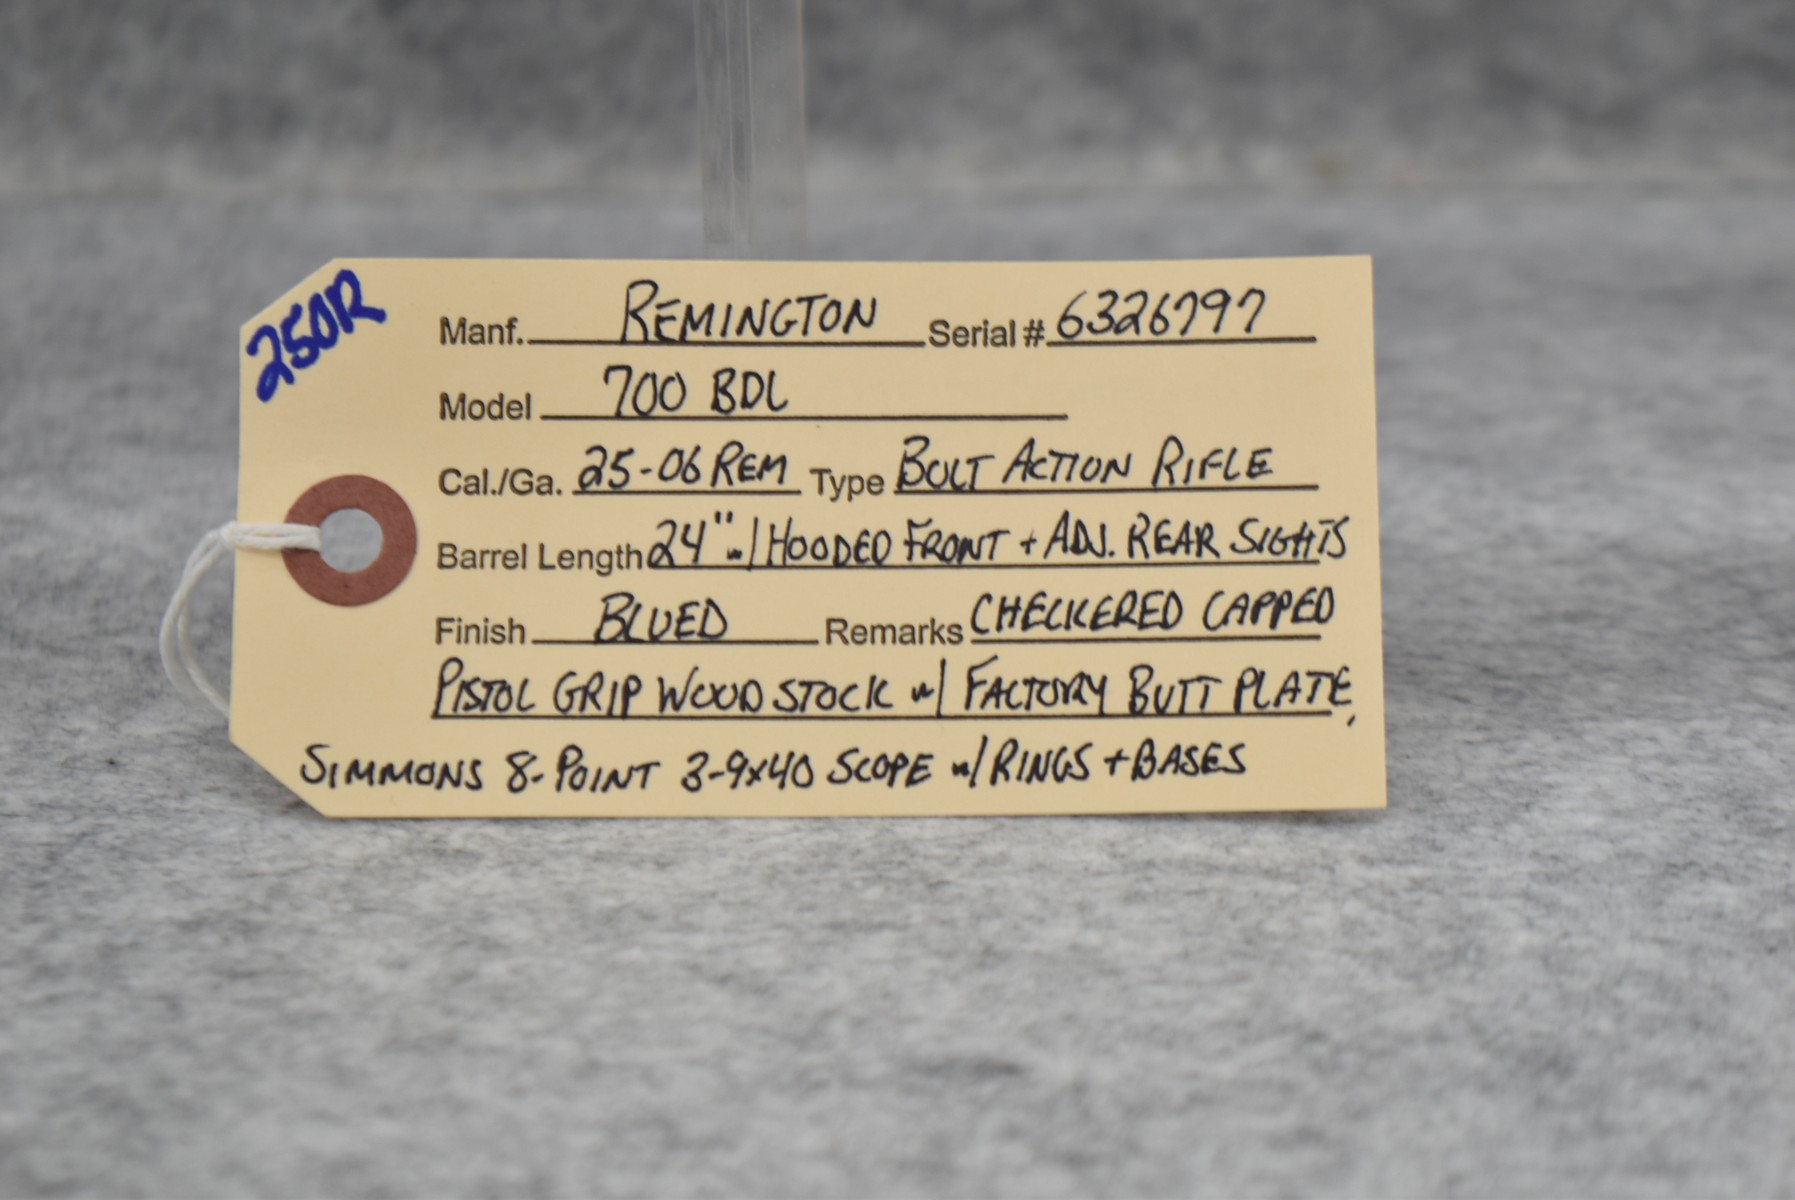 250R
Manf. REMINGTON Serial # 6326797
Model 700 BDL
Cal./Ga. 25-06 REM Type BOLT ACTION RIFLE
Barrel Length 24" w/ HOODED FRONT + ADJ. REAR SIGHTS
Finish BLUED Remarks CHECKERED CAPPED
PISTOL GRIP WOOD STOCK w/ FACTORY BUTT PLATE,
SIMMONS 8-POINT 3-9x40 SCOPE w/ RINGS + BASES